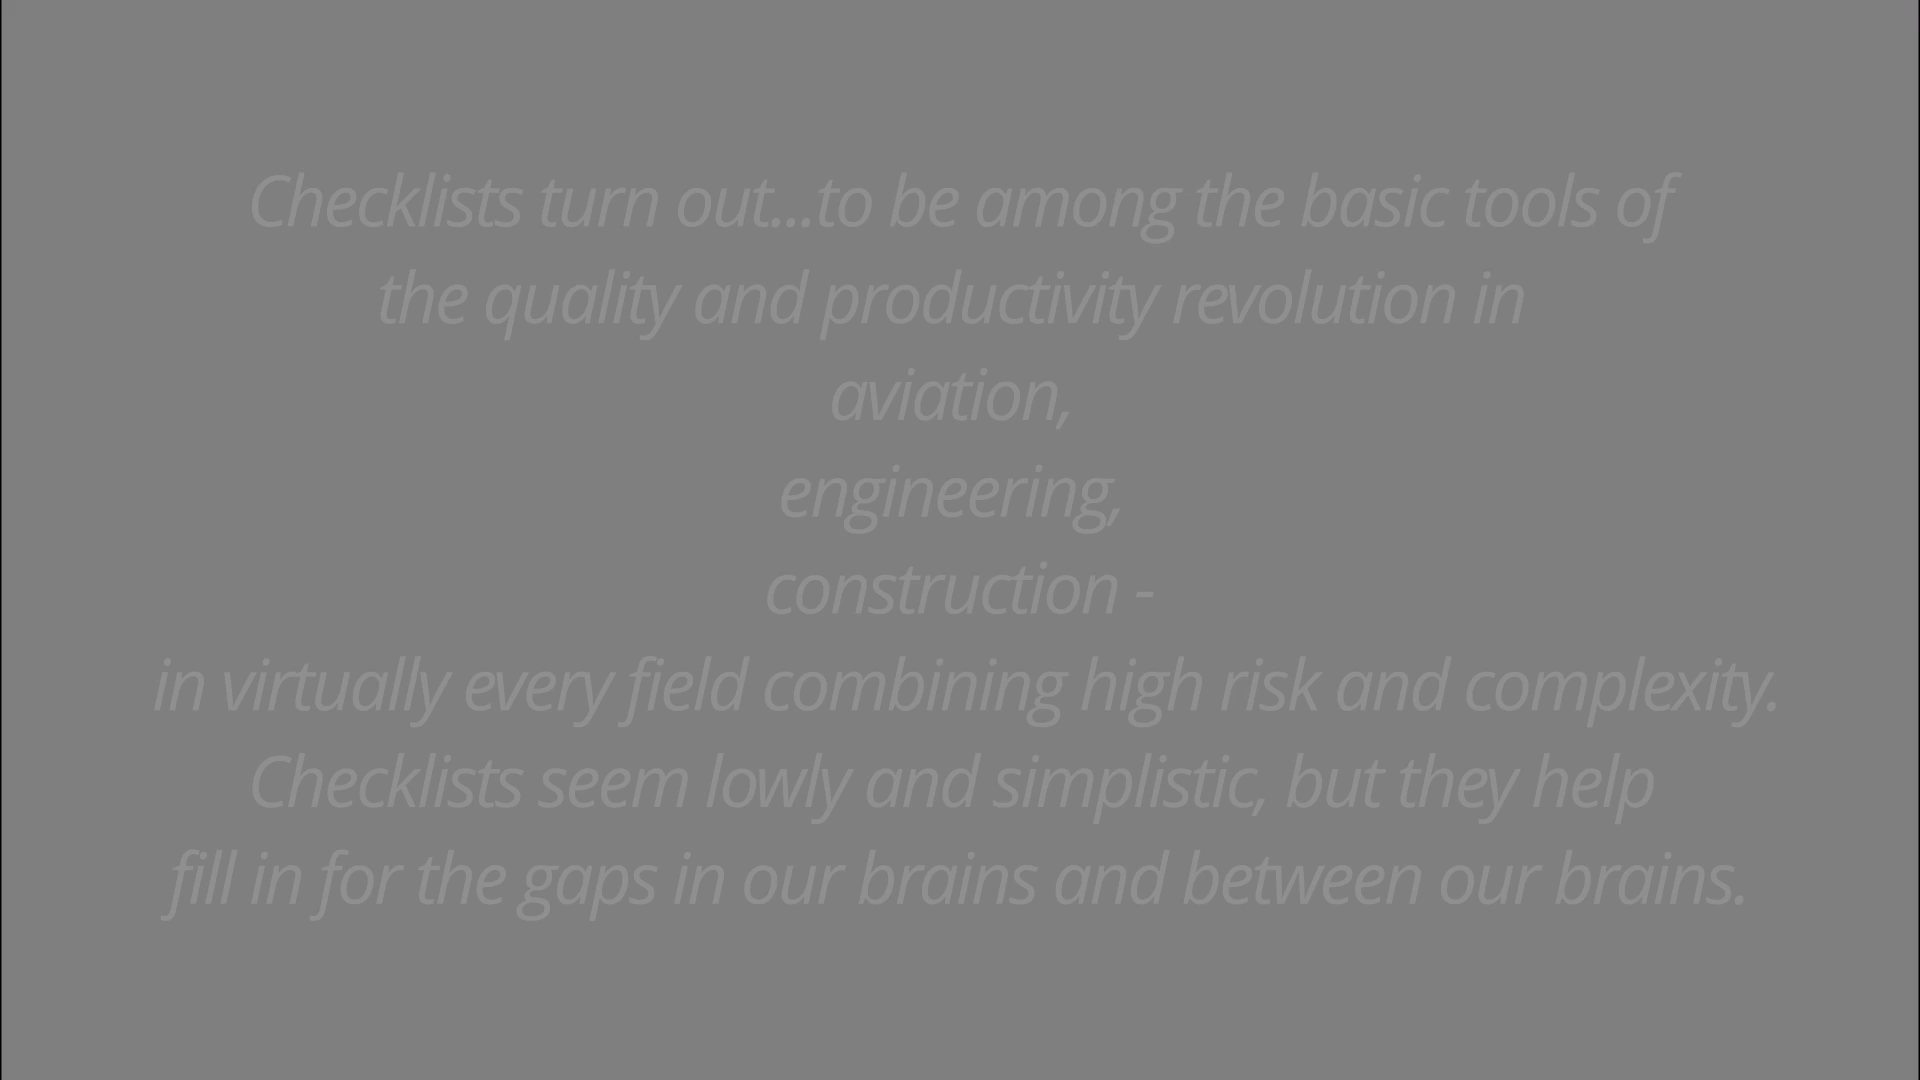 Checklists turn out...to be among the basic tools of
the quality and productivity revolution in
aviation,
engineering,
construction -
in virtually every field combining high risk and complexity.
Checklists seem lowly and simplistic, but they help
fill in for the gaps in our brains and between our brains.